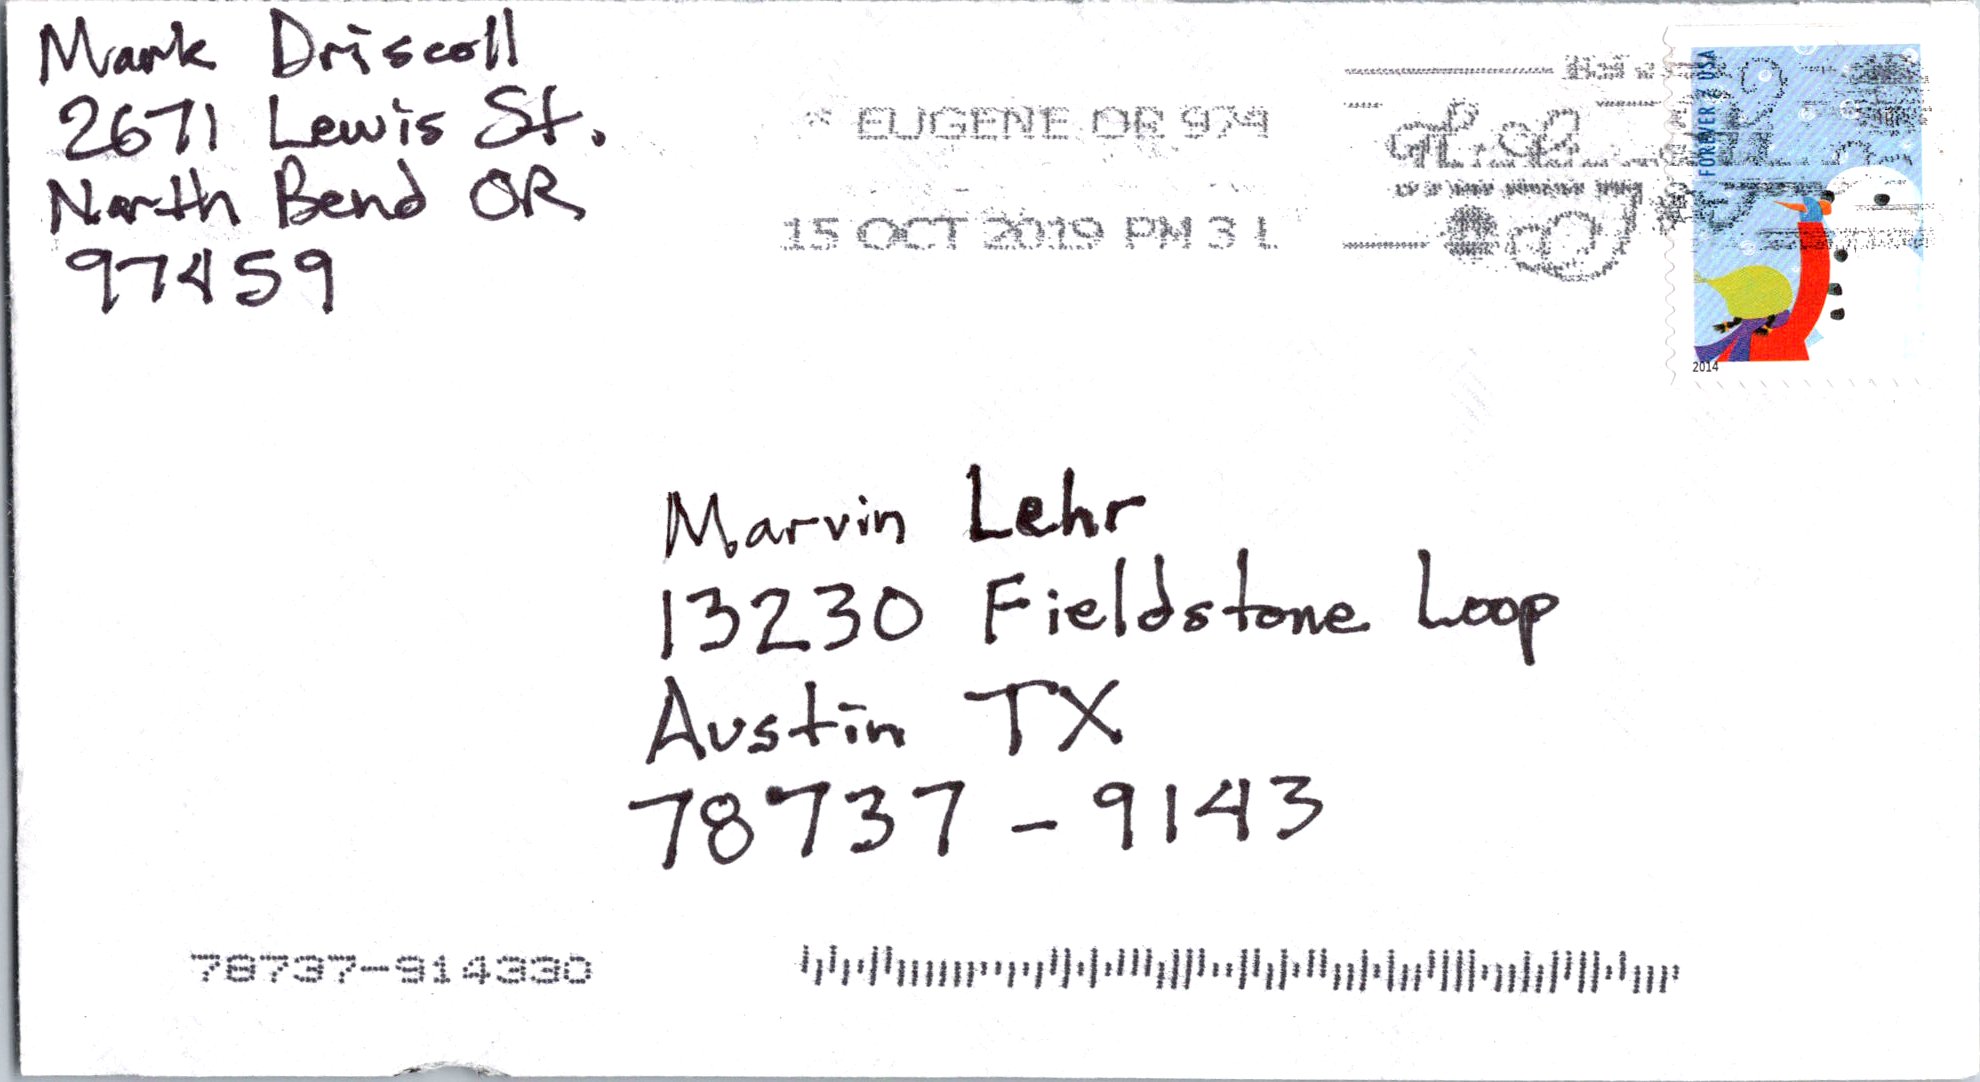 Mark Driscoll
2671 Lewis St.
North Bend OR
97459
EUGENE OR 974
15 OCT 2019 PM 3 L
FOREVER USA
2014
Marvin Lehr
13230 Fieldstone Loop
Austin TX
78737-9143
78737-914330